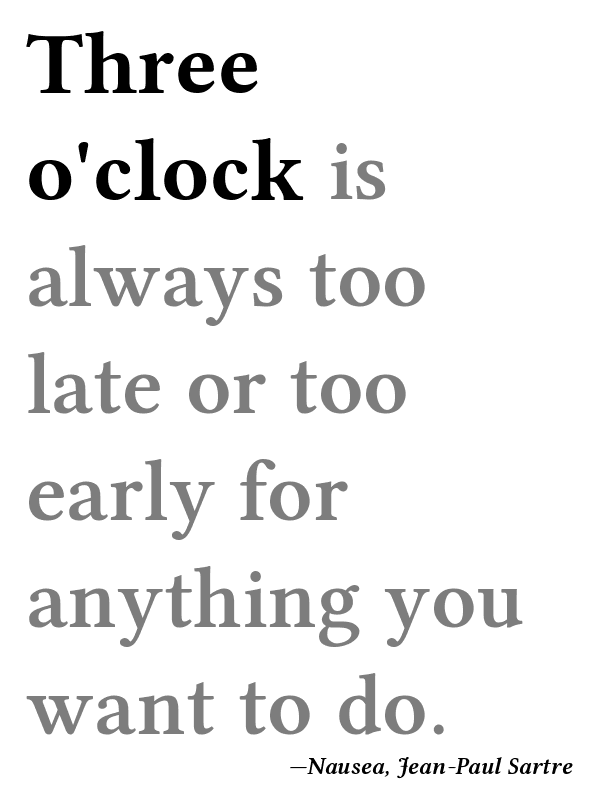 Three
o'clock is
always too
late or too
early for
anything you
want to do.
—Nausea, Jean-Paul Sartre